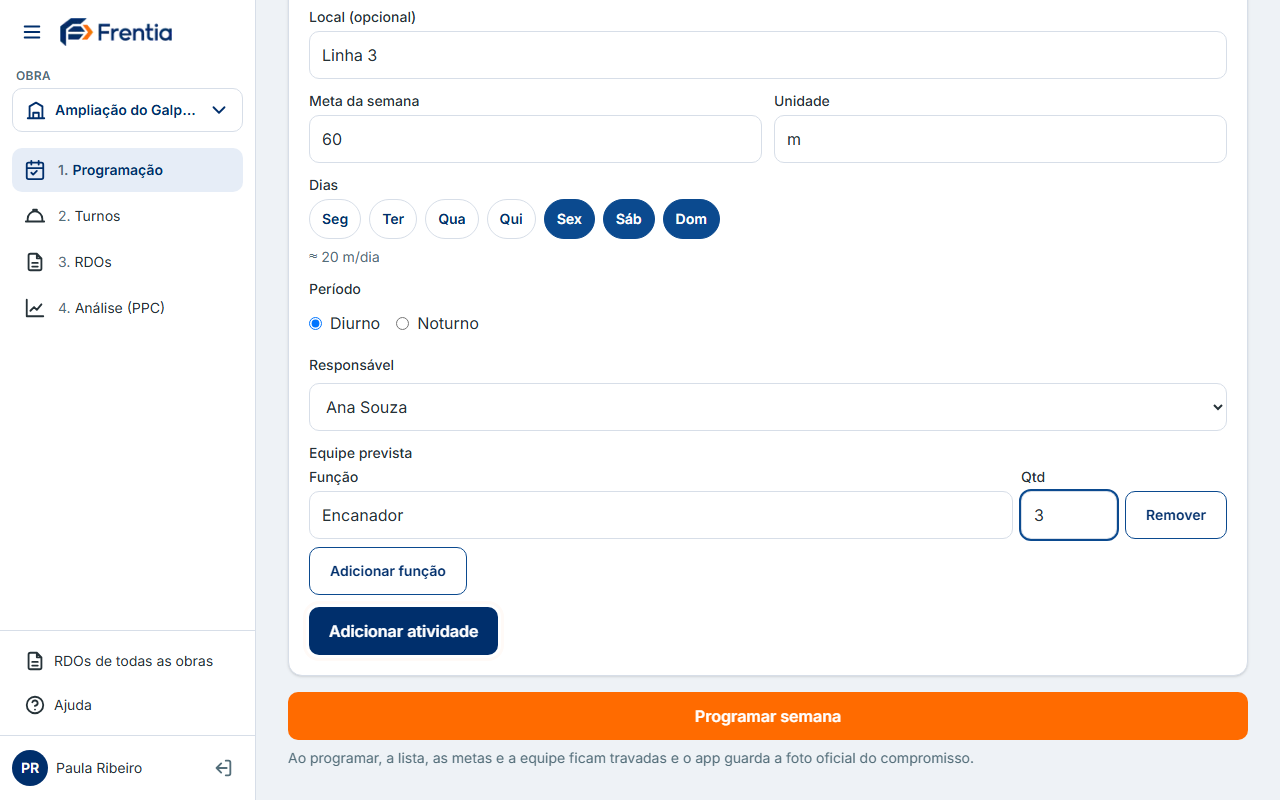 Frentia
OBRA
Ampliação do Galp...
1. Programação
2. Turnos
3. RDOs
4. Análise (PPC)
RDOs de todas as obras
Ajuda
PR
Paula Ribeiro
Local (opcional)
Linha 3
Meta da semana
Unidade
60
m
Dias
Seg
Ter
Qua
Qui
Sex
Sáb
Dom
≈ 20 m/dia
Período
Diurno
Noturno
Responsável
Ana Souza
Equipe prevista
Função
Qtd
Encanador
3
Remover
Adicionar função
Adicionar atividade
Programar semana
Ao programar, a lista, as metas e a equipe ficam travadas e o app guarda a foto oficial do compromisso.